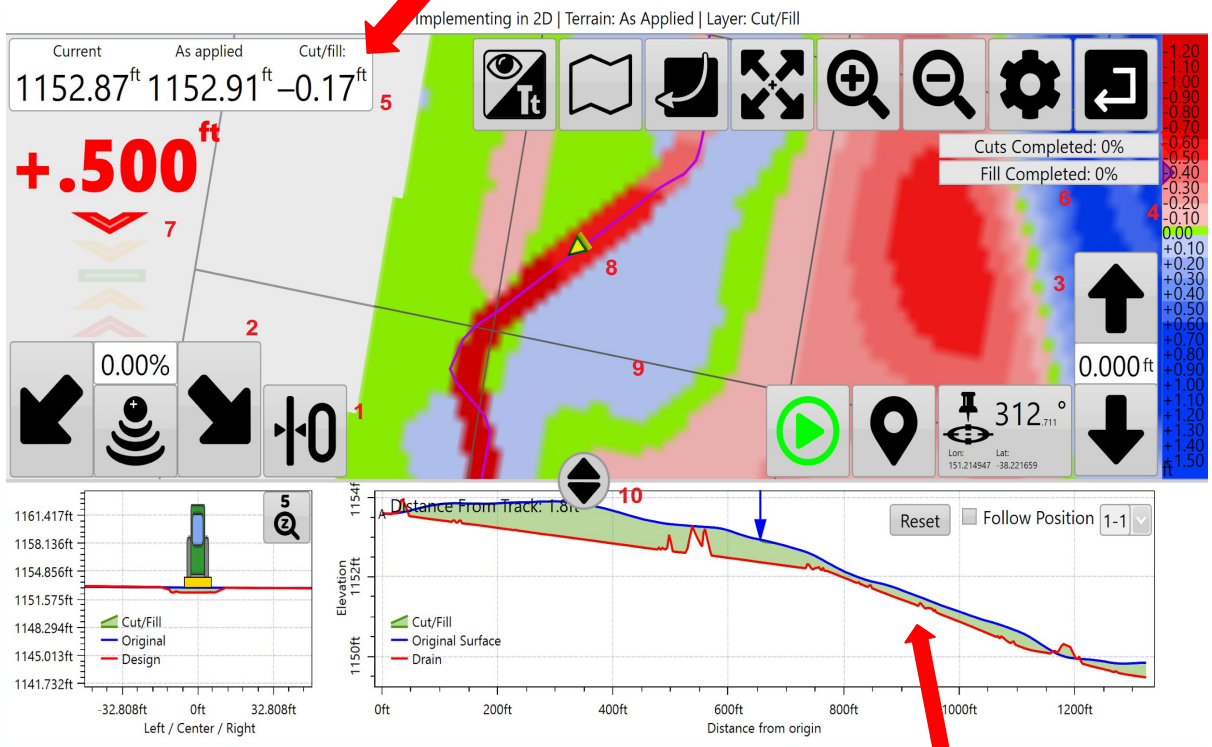 Implementing in 2D | Terrain: As Applied | Layer: Cut/Fill
Current As applied Cut/fill:
1152.87ft 1152.91ft –0.17ft
5
Tt
+.500 ft
7
Cuts Completed: 0%
Fill Completed: 0%
6
4
3
8
9
2
1
10
0.00%
0
0.000 ft
312.711°
Lon: Lat:
151.214947 -38.221659
-1.20
-1.10
-1.00
-0.90
-0.80
-0.70
-0.60
-0.50
-0.40
-0.30
-0.20
-0.10
0.00
+0.10
+0.20
+0.30
+0.40
+0.50
+0.60
+0.70
+0.80
+0.90
+1.00
+1.10
+1.20
+1.30
+1.40
+1.50
ft
5
Z
1161.417ft
1158.136ft
1154.856ft
1151.575ft
1148.294ft
1145.013ft
1141.732ft
Cut/Fill
Original
Design
-32.808ft 0ft 32.808ft
Left / Center / Right
A Distance From Track: 1.8ft
Reset Follow Position 1-1
1154ft
1152ft
1150ft
Elevation
Cut/Fill
Original Surface
Drain
0ft 200ft 400ft 600ft 800ft 1000ft 1200ft
Distance from origin